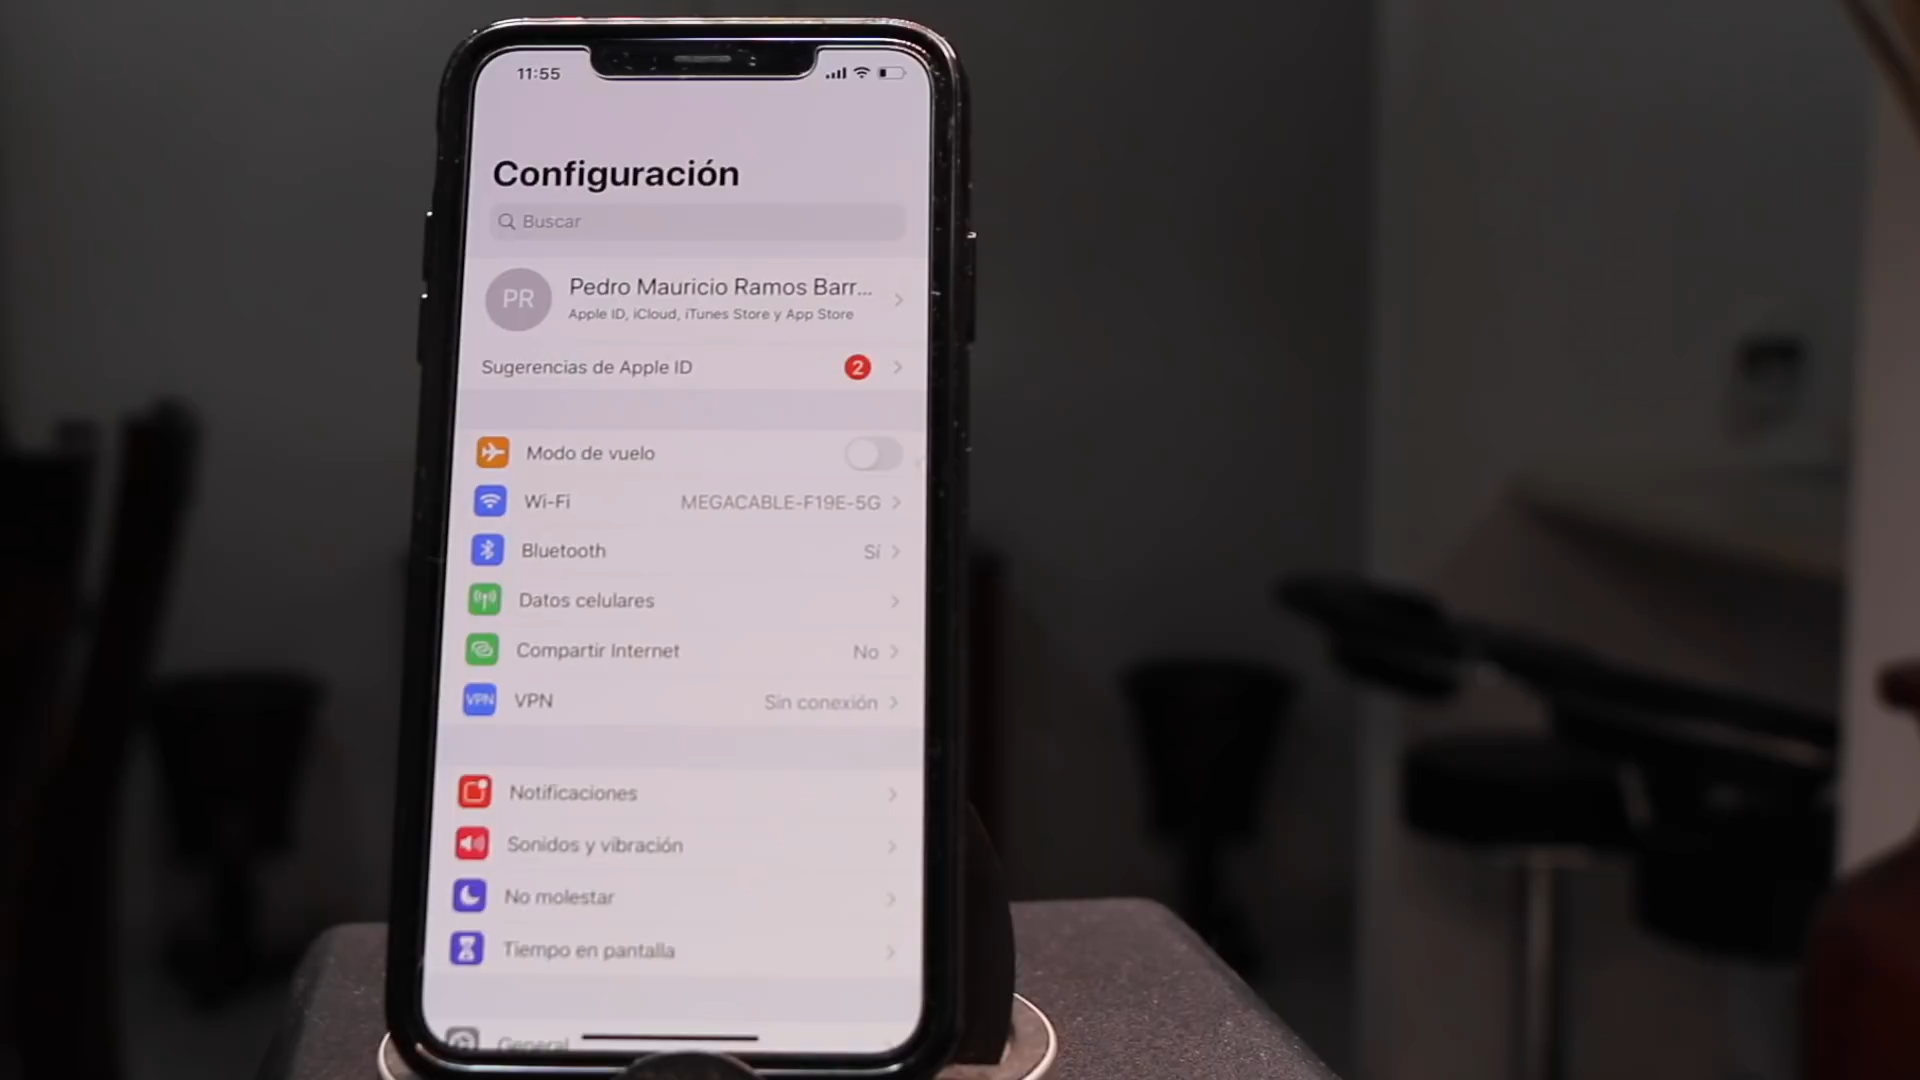 11:55
Configuración
Buscar
PR
Pedro Mauricio Ramos Barr...
Apple ID, iCloud, iTunes Store y App Store
Sugerencias de Apple ID 2
Modo de vuelo
Wi-Fi MEGACABLE-F19E-5G
Bluetooth Sí
Datos celulares
Compartir Internet No
VPN VPN Sin conexión
Notificaciones
Sonidos y vibración
No molestar
Tiempo en pantalla
General